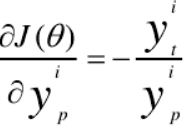 ∂J(θ)/∂y_p^i = − y_t^i / y_p^i